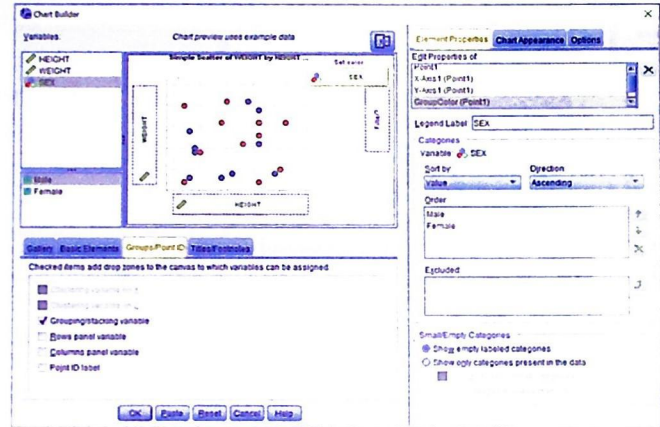 Chart Builder
Variables:
Chart preview uses example data
HEIGHT
WEIGHT
SEX
Male
Female
Simple Scatter of WEIGHT by HEIGHT ...
Set color
SEX
WEIGHT
Filter?
HEIGHT
Gallery Basic Elements Groups/Point ID Titles/Footnotes
Checked items add drop zones to the canvas to which variables can be assigned.
Grouping/stacking variable
Rows panel variable
Columns panel variable
Point ID label
OK Paste Reset Cancel Help
Element Properties Chart Appearance Options
Edit Properties of
Point1
X-Axis1 (Point1)
Y-Axis1 (Point1)
GroupColor (Point1)
Legend Label SEX
Categories
Variable SEX
Sort by Direction
Value Ascending
Order
Male
Female
Excluded
Small/Empty Categories
Show empty labeled categories
Show only categories present in the data